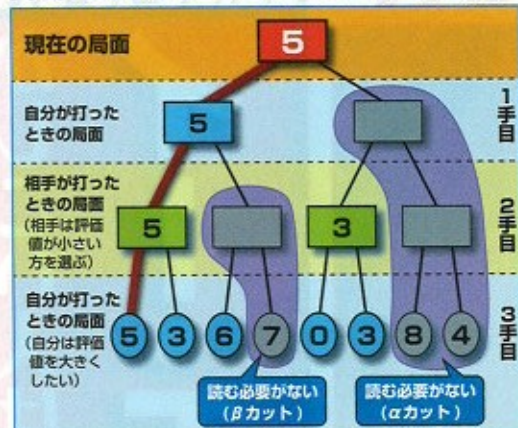 現在の局面
5
自分が打った
ときの局面
5
1手目
相手が打った
ときの局面
(相手は評価
値が小さい
方を選ぶ)
5
3
2手目
自分が打った
ときの局面
(自分は評価
値を大きく
したい)
5 3 6 7 0 3 8 4
3手目
読む必要がない
(βカット)
読む必要がない
(αカット)